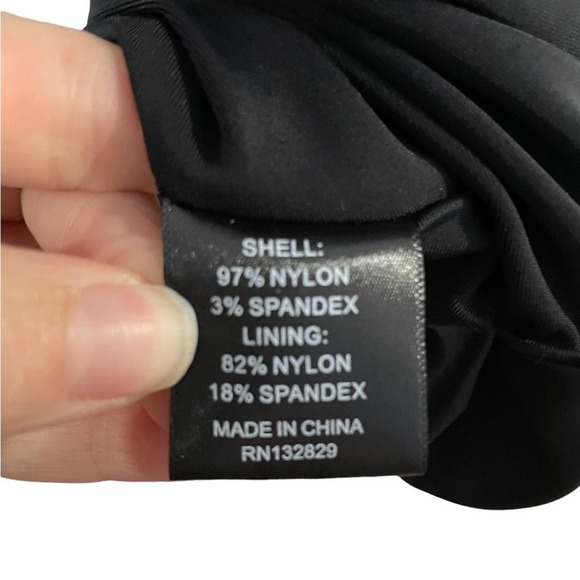 SHELL:
97% NYLON
3% SPANDEX
LINING:
82% NYLON
18% SPANDEX
MADE IN CHINA
RN132829